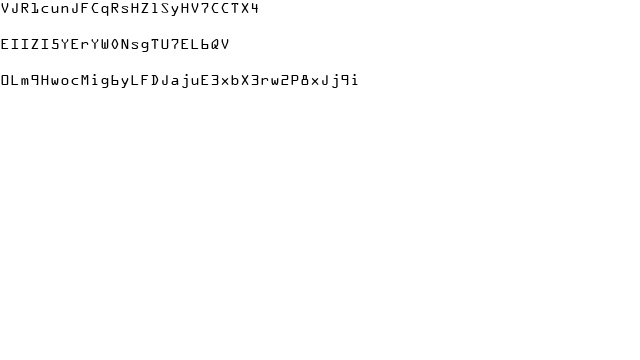 VJR1cunJFCqRsHZ1SyHV7CCTX4
EIIZI5YErYW0NsgTU7EL6QV
0Lm9HwocMig6yLFDJajuE3xbX3rw2P8xJj9i